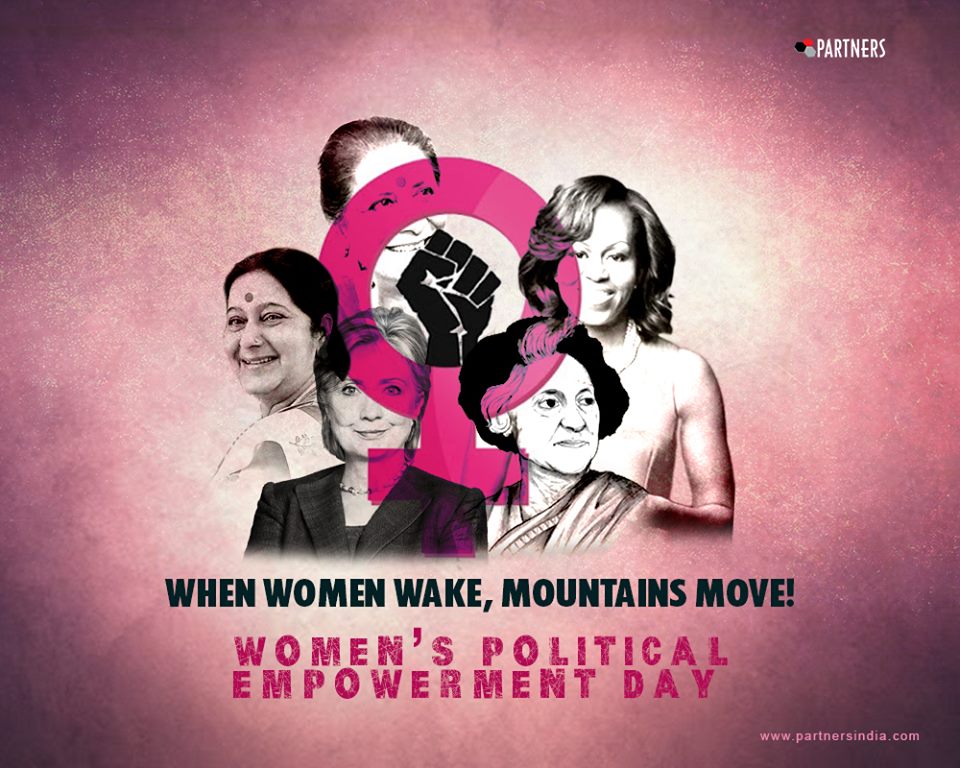 PARTNERS
WHEN WOMEN WAKE, MOUNTAINS MOVE!
WOMEN'S POLITICAL
EMPOWERMENT DAY
www.partnersindia.com